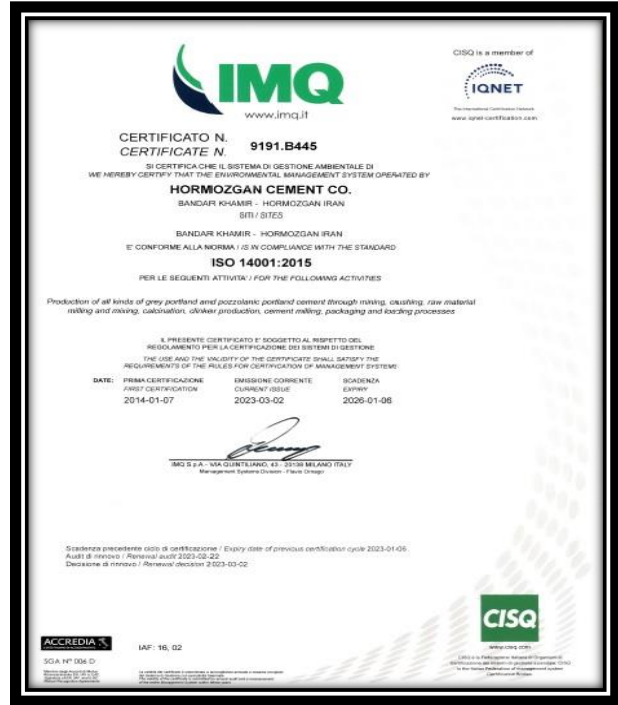 IMQ
www.imq.it
CISQ is a member of
IQNET
The International Certification Network
www.iqnet-certification.com
CERTIFICATO N.
CERTIFICATE N.
9191.B445
SI CERTIFICA CHE IL SISTEMA DI GESTIONE AMBIENTALE DI
WE HEREBY CERTIFY THAT THE ENVIRONMENTAL MANAGEMENT SYSTEM OPERATED BY
HORMOZGAN CEMENT CO.
BANDAR KHAMIR - HORMOZGAN IRAN
SITI / SITES
BANDAR KHAMIR - HORMOZGAN IRAN
E' CONFORME ALLA NORMA / IS IN COMPLIANCE WITH THE STANDARD
ISO 14001:2015
PER LE SEQUENTI ATTIVITA' / FOR THE FOLLOWING ACTIVITIES
Production of all kinds of grey portland amd pozzolanic portland cement through mining, crushing, raw material
milling and mixing, calcination, clinker production, cement milling, packaging and loading processes
IL PRESENTE CERTIFICATO E' SOGGETTO AL RISPETTO DEL
REGOLAMENTO PER LA CERTIFICAZIONE DEI SISTEMI DI GESTIONE
THE USE AND THE VALIDITY OF THE CERTIFICATE SHALL SATISFY THE
REQUIREMENTS OF THE RULES FOR CERTIFICATION OF MANAGEMENT SYSTEMS
DATE: PRIMA CERTIFICAZIONE EMISSIONE CORRENTE SCADENZA
FIRST CERTIFICATION CURRENT ISSUE EXPIRY
2014-01-07 2023-03-02 2026-01-06
IMQ S.p.A. - VIA QUINTILIANO, 43 - 20138 MILANO ITALY
Management Systems Division - Flavio Ornago
Scadenza precedente ciclo di certificazione / Expiry date of previous certification cycle 2023-01-06
Audit di rinnovo / Renewal audit 2023-02-22
Decisione di rinnovo / Renewal decision 2023-03-02
CISQ
www.cisq.com
ACCREDIA
SGA N° 006 D
IAF: 16, 02